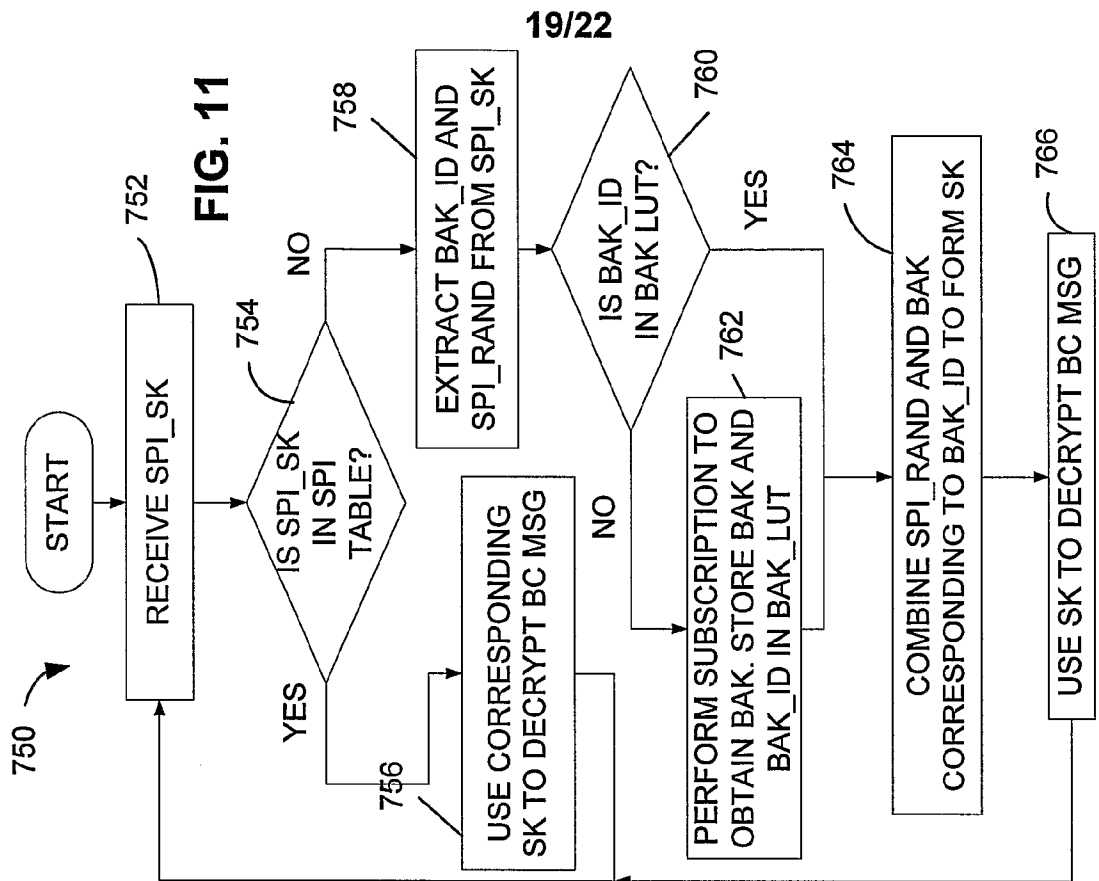 19/22
FIG. 11
750
START
RECEIVE SPI_SK
752
IS SPI_SK
IN SPI
TABLE?
754
YES
NO
756
USE CORRESPONDING
SK TO DECRYPT BC MSG
758
EXTRACT BAK_ID AND
SPI_RAND FROM SPI_SK
IS BAK_ID
IN BAK LUT?
760
NO
YES
762
PERFORM SUBSCRIPTION TO
OBTAIN BAK. STORE BAK AND
BAK_ID IN BAK_LUT
764
COMBINE SPI_RAND AND BAK
CORRESPONDING TO BAK_ID TO FORM SK
766
USE SK TO DECRYPT BC MSG